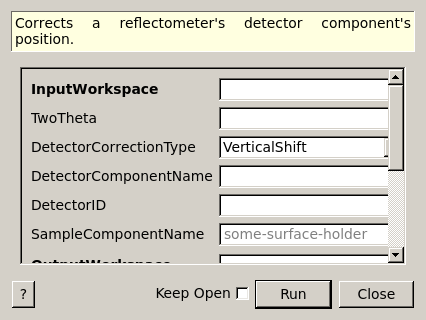 Corrects a reflectometer's detector component's
position.
InputWorkspace
TwoTheta
DetectorCorrectionType VerticalShift
DetectorComponentName
DetectorID
SampleComponentName some-surface-holder
OutputWorkspace
? Keep Open Run Close